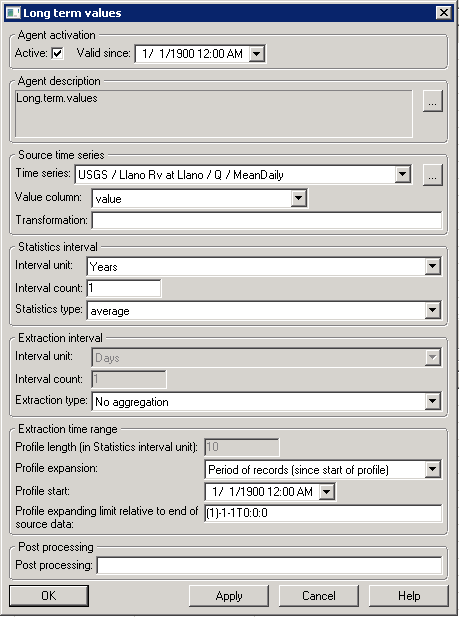 Long term values
Agent activation
Active: Valid since: 1/ 1/1900 12:00 AM
Agent description
Long.term.values
...
Source time series
Time series: USGS / Llano Rv at Llano / Q / MeanDaily ...
Value column: value
Transformation:
Statistics interval
Interval unit: Years
Interval count: 1
Statistics type: average
Extraction interval
Interval unit: Days
Interval count: 1
Extraction type: No aggregation
Extraction time range
Profile length (in Statistics interval unit): 10
Profile expansion: Period of records (since start of profile)
Profile start: 1/ 1/1900 12:00 AM
Profile expanding limit relative to end of (1)-1-1T0:0:0
source data:
Post processing
Post processing:
OK Apply Cancel Help